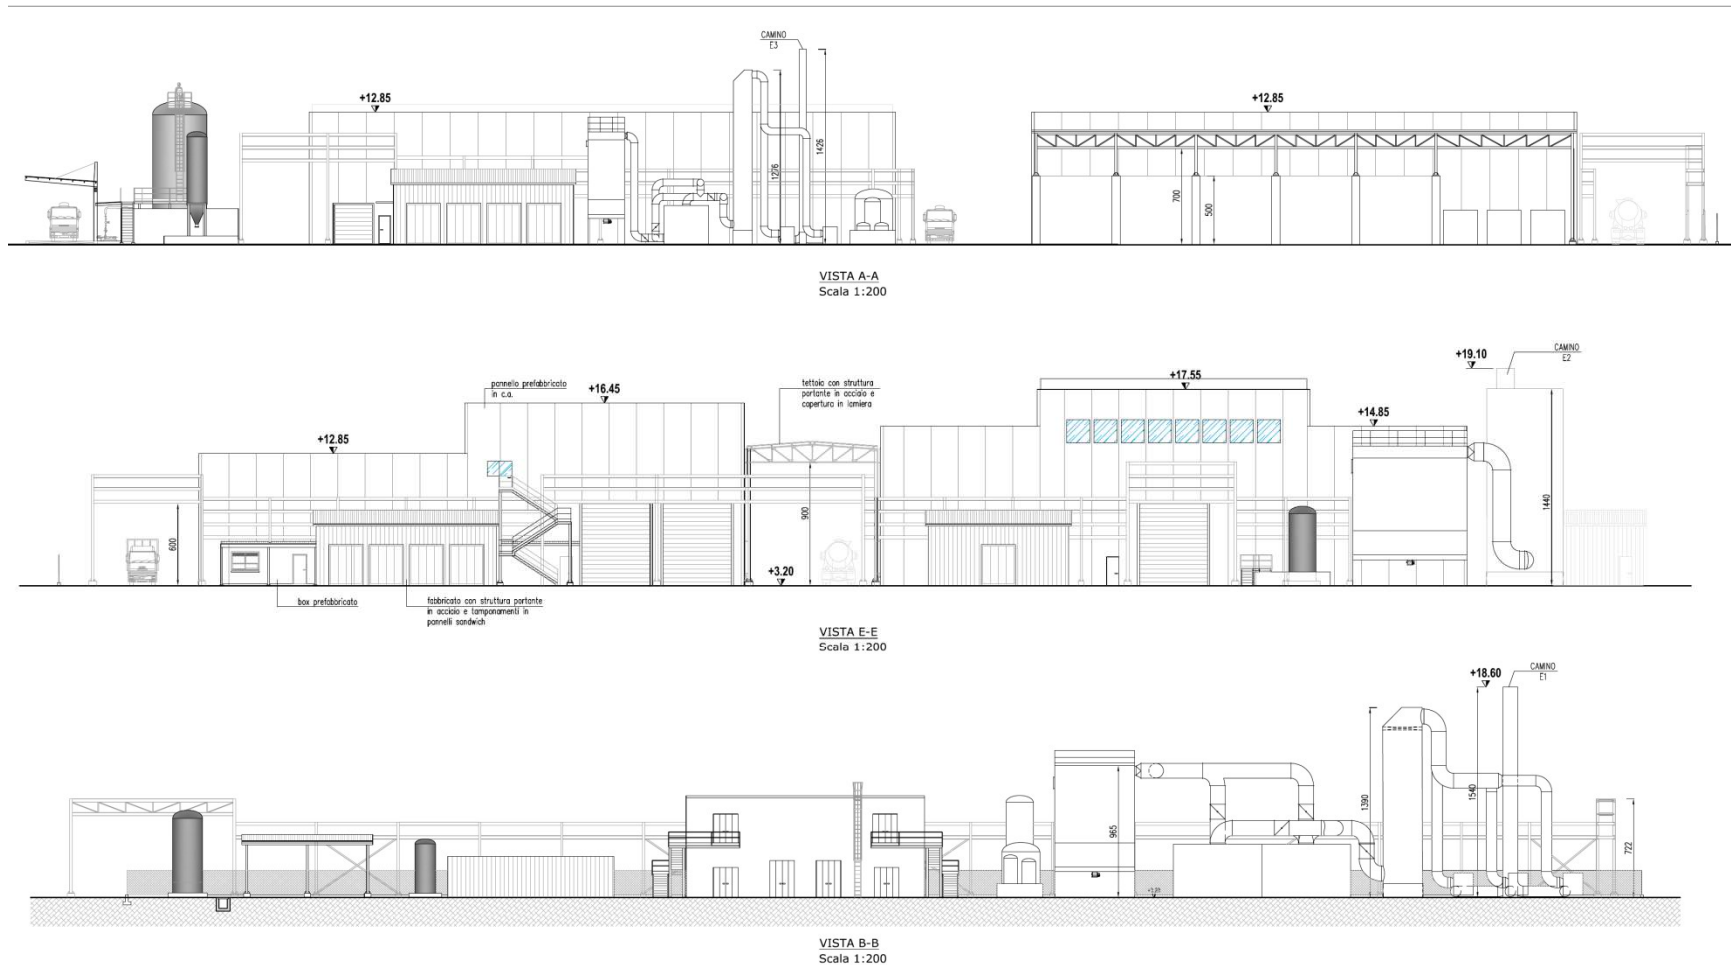 CAMINO
E3
+12.85
1276
1426
+12.85
700
500
VISTA A-A
Scala 1:200
CAMINO
E2
+19.10
+17.55
pannello prefabbricato
in c.a.
+16.45
tettoia con struttura
portante in acciaio e
copertura in lamiera
+14.85
+12.85
600
900
1440
+3.20
box prefabbricato
fabbricato con struttura portante
in acciaio e tamponamenti in
pannelli sandwich
VISTA E-E
Scala 1:200
CAMINO
E1
+18.60
1390
1540
965
722
VISTA B-B
Scala 1:200